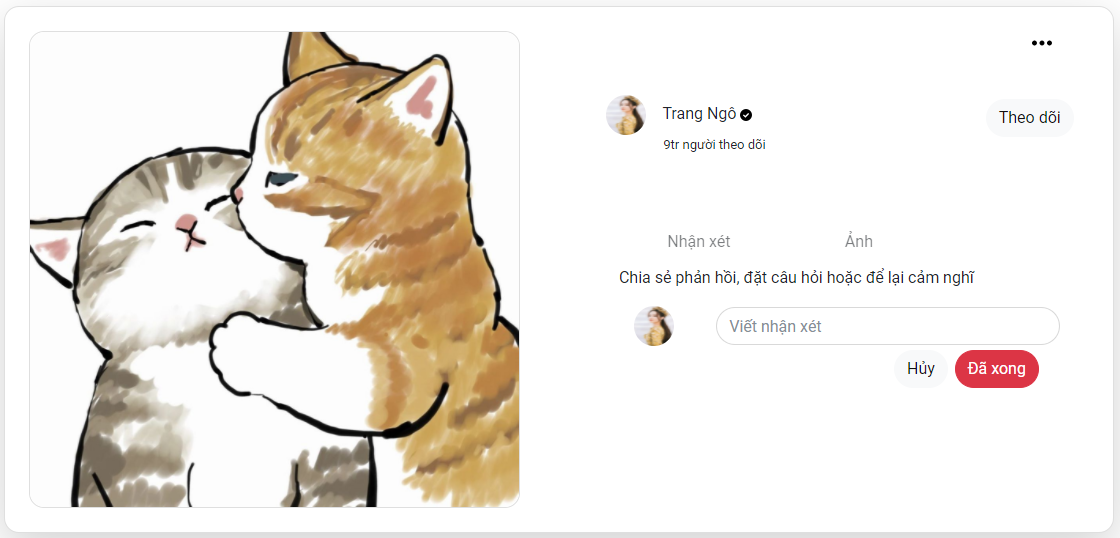 Trang Ngô
Theo dõi
9tr người theo dõi
Nhận xét
Ảnh
Chia sẻ phản hồi, đặt câu hỏi hoặc để lại cảm nghĩ
Viết nhận xét
Hủy
Đã xong